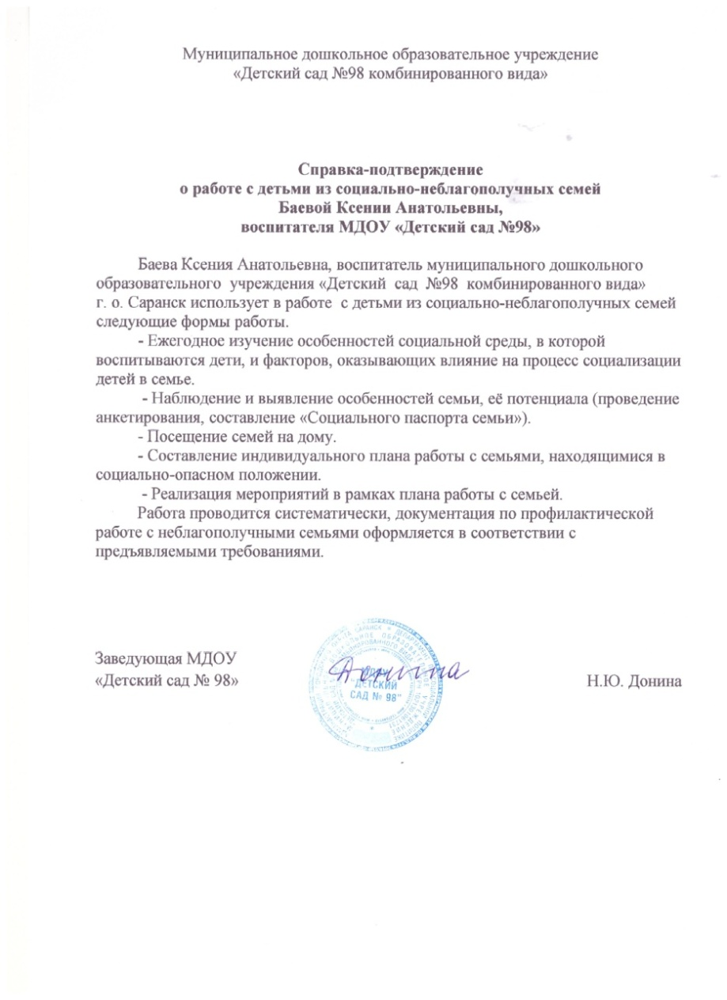 Муниципальное дошкольное образовательное учреждение
«Детский сад №98 комбинированного вида»
Справка-подтверждение
о работе с детьми из социально-неблагополучных семей
Баевой Ксении Анатольевны,
воспитателя МДОУ «Детский сад №98»
Баева Ксения Анатольевна, воспитатель муниципального дошкольного
образовательного учреждения «Детский сад №98 комбинированного вида»
г. о. Саранск использует в работе с детьми из социально-неблагополучных семей
следующие формы работы.
- Ежегодное изучение особенностей социальной среды, в которой
воспитываются дети, и факторов, оказывающих влияние на процесс социализации
детей в семье.
- Наблюдение и выявление особенностей семьи, её потенциала (проведение
анкетирования, составление «Социального паспорта семьи»).
- Посещение семей на дому.
- Составление индивидуального плана работы с семьями, находящимися в
социально-опасном положении.
- Реализация мероприятий в рамках плана работы с семьей.
Работа проводится систематически, документация по профилактической
работе с неблагополучными семьями оформляется в соответствии с
предъявляемыми требованиями.
Заведующая МДОУ
«Детский сад № 98»
Н.Ю. Донина
Донина
ДЕТСКИЙ
САД № 98"